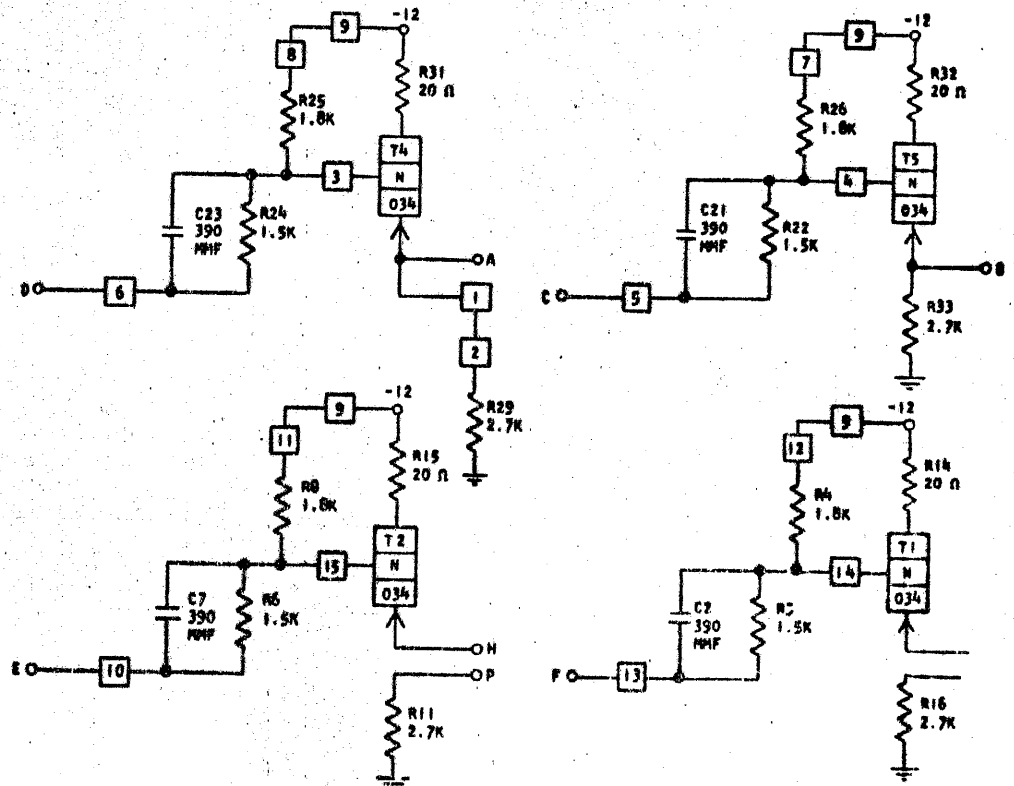 -12
9
8
R31
20 Ω
R25
1.8K
T4
N
034
3
C23
390
MMF
R24
1.5K
D
6
A
1
2
R29
2.7K
-12
9
7
R32
20 Ω
R26
1.8K
T5
N
034
4
C21
390
MMF
R22
1.5K
C
5
B
R33
2.7K
-12
9
11
R15
20 Ω
R8
1.8K
T2
N
034
15
C7
390
MMF
R6
1.5K
E
10
H
P
R11
2.7K
-12
9
12
R14
20 Ω
R4
1.8K
T1
N
034
14
C2
390
MMF
1.5K
F
13
R16
2.7K